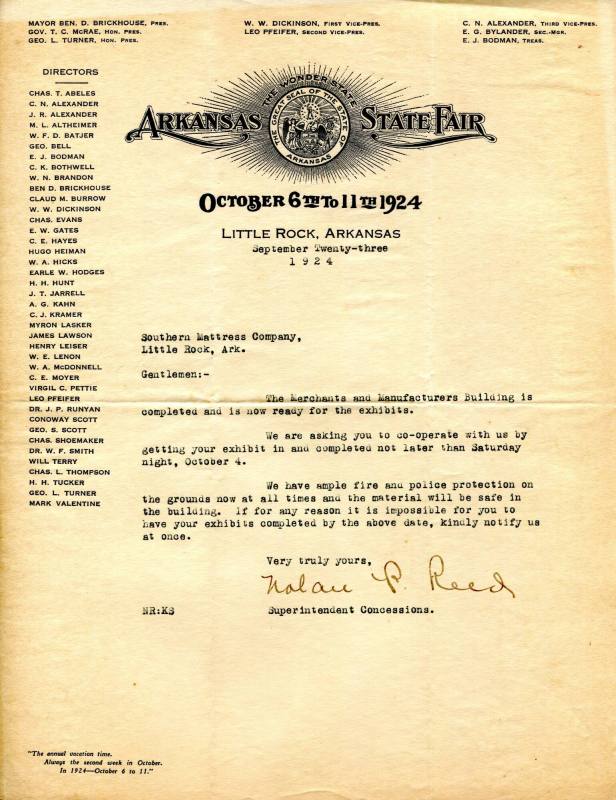 MAYOR BEN. D. BRICKHOUSE, PRES.
GOV. T. C. McRAE, HON. PRES.
GEO. L. TURNER, HON. PRES.
W. W. DICKINSON, FIRST VICE-PRES.
LEO PFEIFER, SECOND VICE-PRES.
C. N. ALEXANDER, THIRD VICE-PRES.
E. G. BYLANDER, SEC.-MGR.
E. J. BODMAN, TREAS.
THE WONDER STATE
THE GREAT SEAL OF THE STATE OF
ARKANSAS
ARKANSAS STATE FAIR
OCTOBER 6TH TO 11TH 1924
LITTLE ROCK, ARKANSAS
September Twenty-three
1 9 2 4
DIRECTORS
CHAS. T. ABELES
C. N. ALEXANDER
J. R. ALEXANDER
M. L. ALTHEIMER
W. F. D. BATJER
GEO. BELL
E. J. BODMAN
C. K. BOTHWELL
W. N. BRANDON
BEN D. BRICKHOUSE
CLAUD M. BURROW
W. W. DICKINSON
CHAS. EVANS
E. W. GATES
C. E. HAYES
HUGO HEIMAN
W. A. HICKS
EARLE W. HODGES
H. H. HUNT
J. T. JARRELL
A. G. KAHN
C. J. KRAMER
MYRON LASKER
JAMES LAWSON
HENRY LEISER
W. E. LENON
W. A. McDONNELL
C. E. MOYER
VIRGIL C. PETTIE
LEO PFEIFER
DR. J. P. RUNYAN
CONOWAY SCOTT
GEO. S. SCOTT
CHAS. SHOEMAKER
DR. W. F. SMITH
WILL TERRY
CHAS. L. THOMPSON
H. H. TUCKER
GEO. L. TURNER
MARK VALENTINE
Southern Mattress Company,
Little Rock, Ark.
Gentlemen:-
The Merchants and Manufacturers Building is
completed and is now ready for the exhibits.
We are asking you to co-operate with us by
getting your exhibit in and completed not later than Saturday
night, October 4.
We have ample fire and police protection on
the grounds now at all times and the material will be safe in
the building. If for any reason it is impossible for you to
have your exhibits completed by the above date, kindly notify us
at once.
Very truly yours,
Nolan P. Reed
NR:KS Superintendent Concessions.
"The annual vacation time.
Always the second week in October.
In 1924—October 6 to 11."